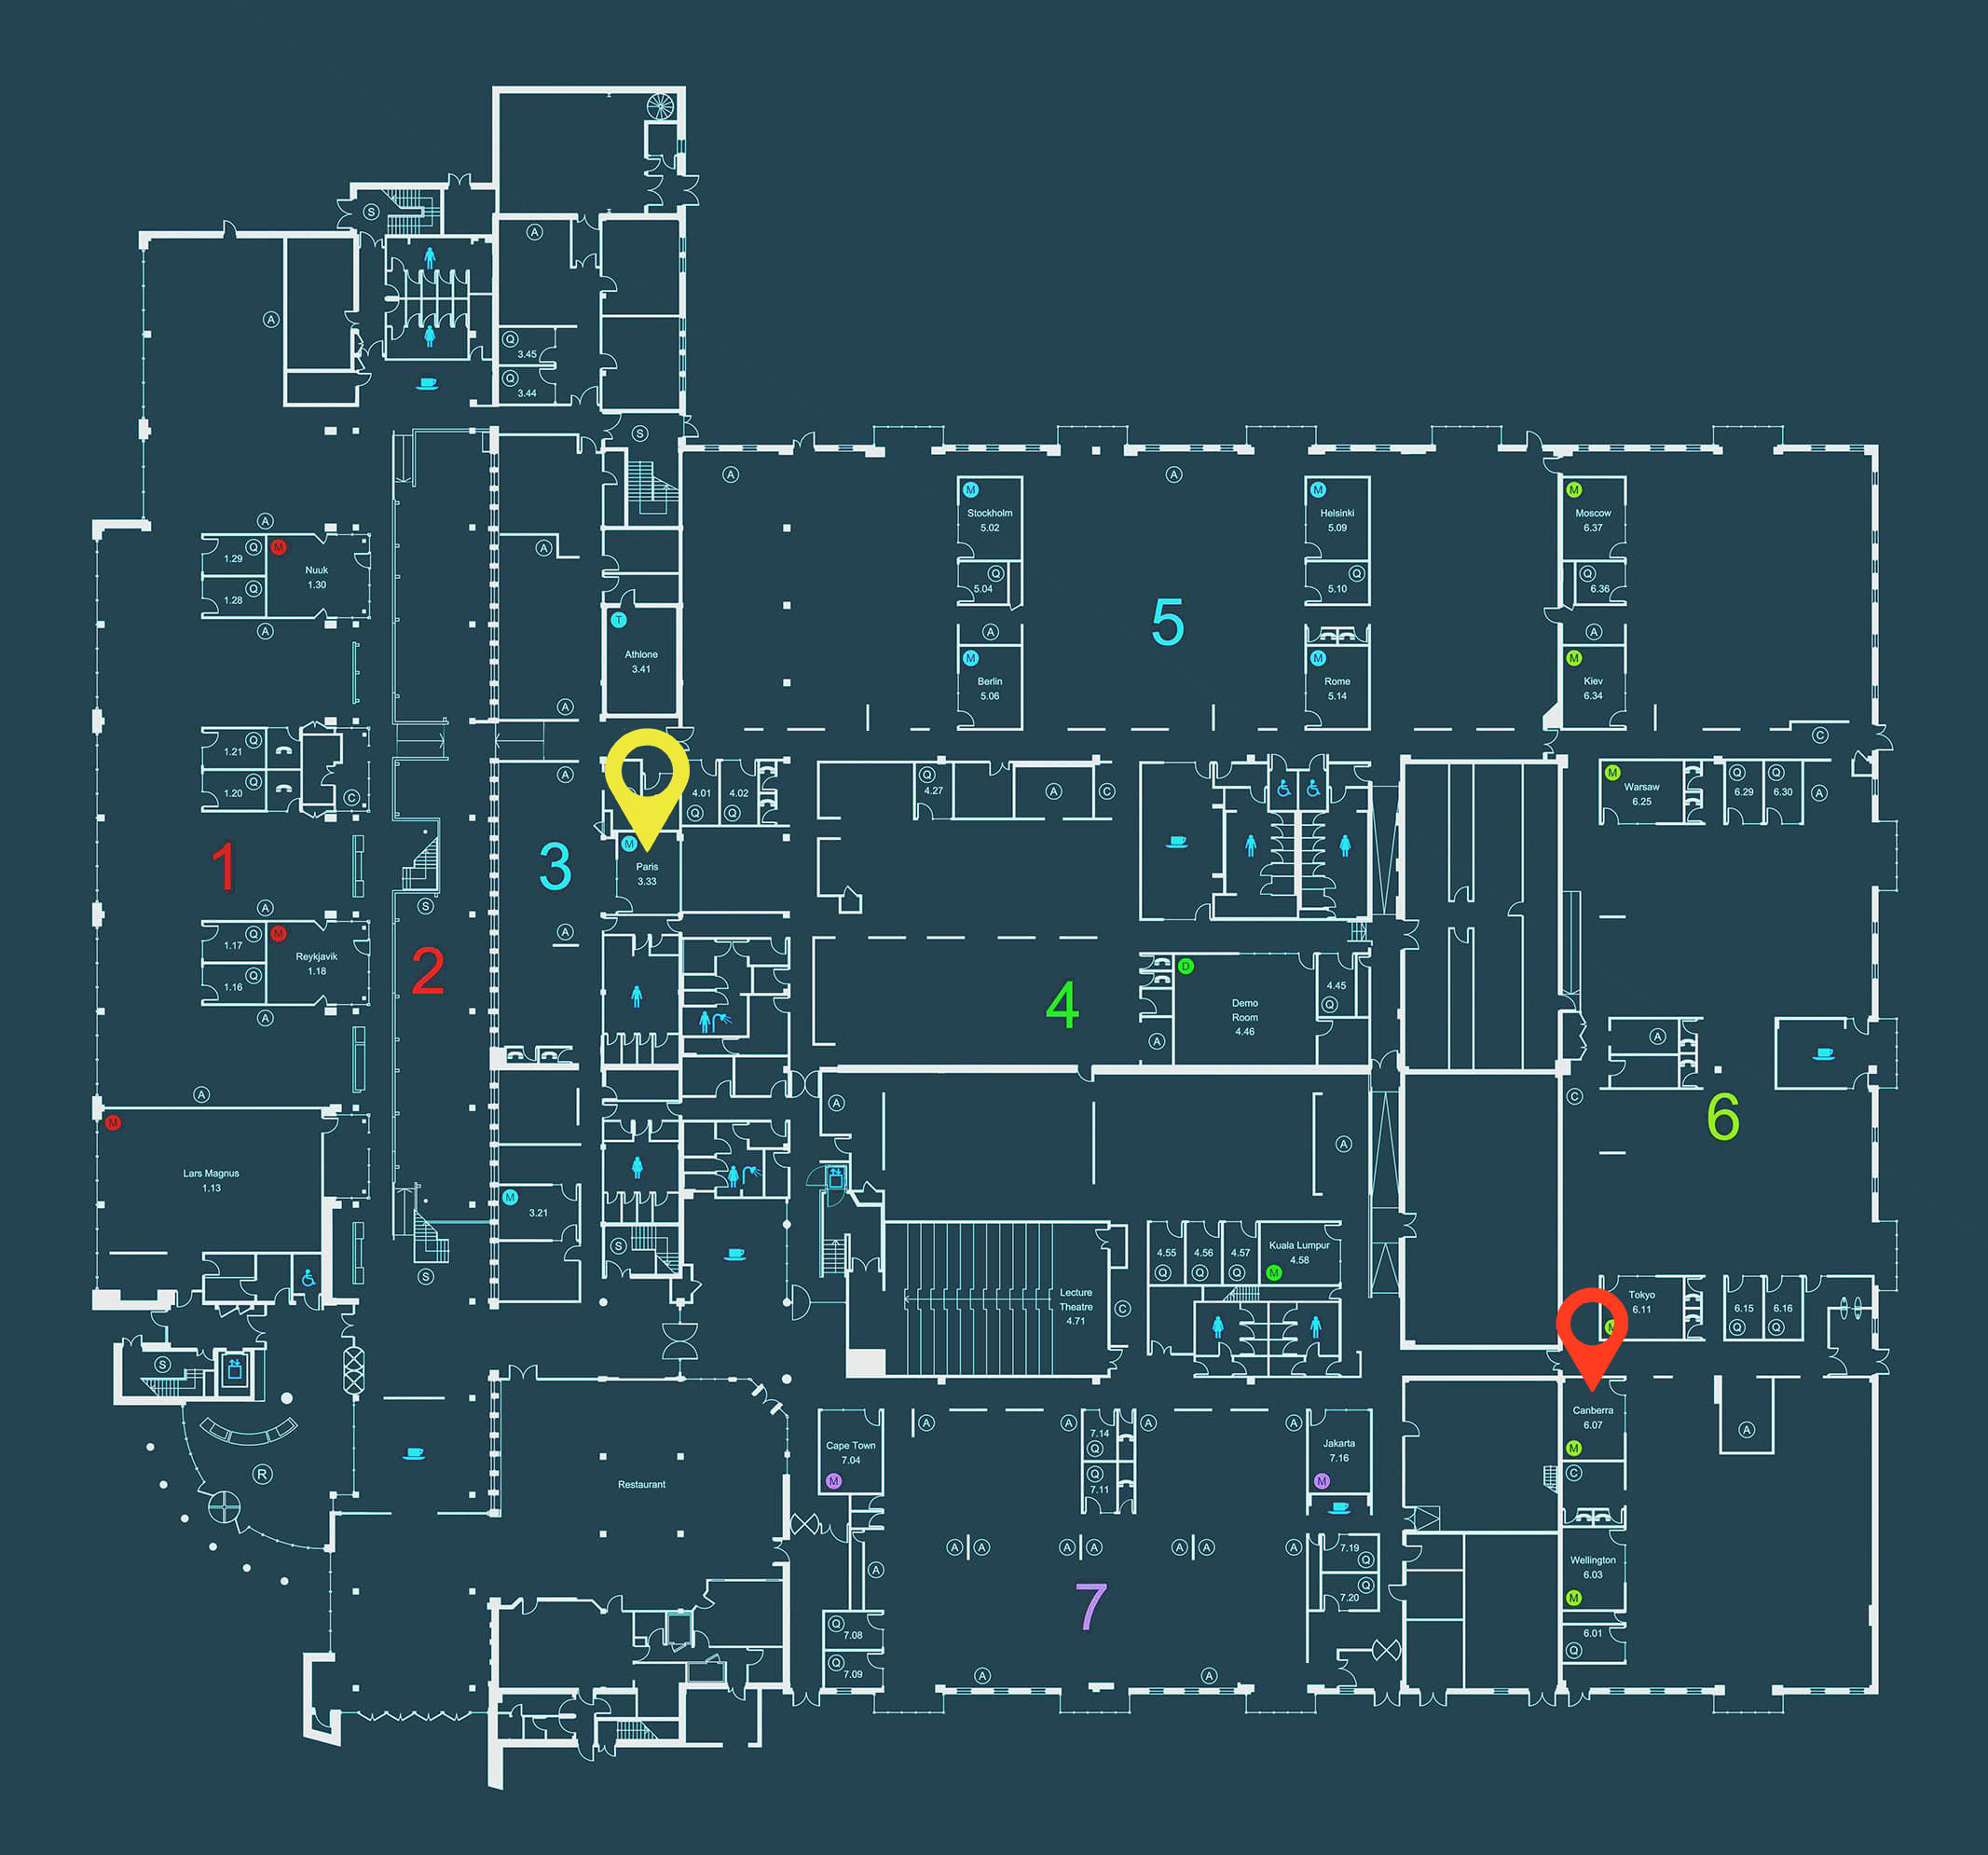 S
A
A
Q
3.45
Q
3.44
S
A
A
M
Stockholm
5.02
M
Helsinki
5.09
M
Moscow
6.37
A
A
Q
1.29
M
Nuuk
1.30
Q
1.28
A
Q
5.04
Q
5.10
Q
6.36
T
Athlone
3.41
5
A
A
M
Berlin
5.06
M
Rome
5.14
M
Kiev
6.34
A
C
Q
1.21
Q
1.20
C
A
4.01
Q
4.02
Q
Q
4.27
A
C
M
Warsaw
6.25
Q
6.29
Q
6.30
A
1
3
M
Paris
3.33
A
S
A
Q
1.17
M
Reykjavik
1.18
Q
1.16
A
2
4
M
D
Demo
Room
4.46
4.45
Q
A
A
A
C
6
M
Lars Magnus
1.13
A
A
M
3.21
S
S
4.55
Q
4.56
Q
4.57
Q
Kuala Lumpur
4.58
M
Lecture
Theatre
4.71
C
Tokyo
6.11
6.15
Q
6.16
Q
S
R
Restaurant
Cape Town
7.04
M
A
A
7.14
Q
Q
7.11
A
A
Jakarta
7.16
M
Canberra
6.07
M
C
A
A
A
A
A
A
A
A
A
7.19
Q
Q
7.20
Wellington
6.03
M
7
Q
7.08
Q
7.09
A
A
6.01
Q